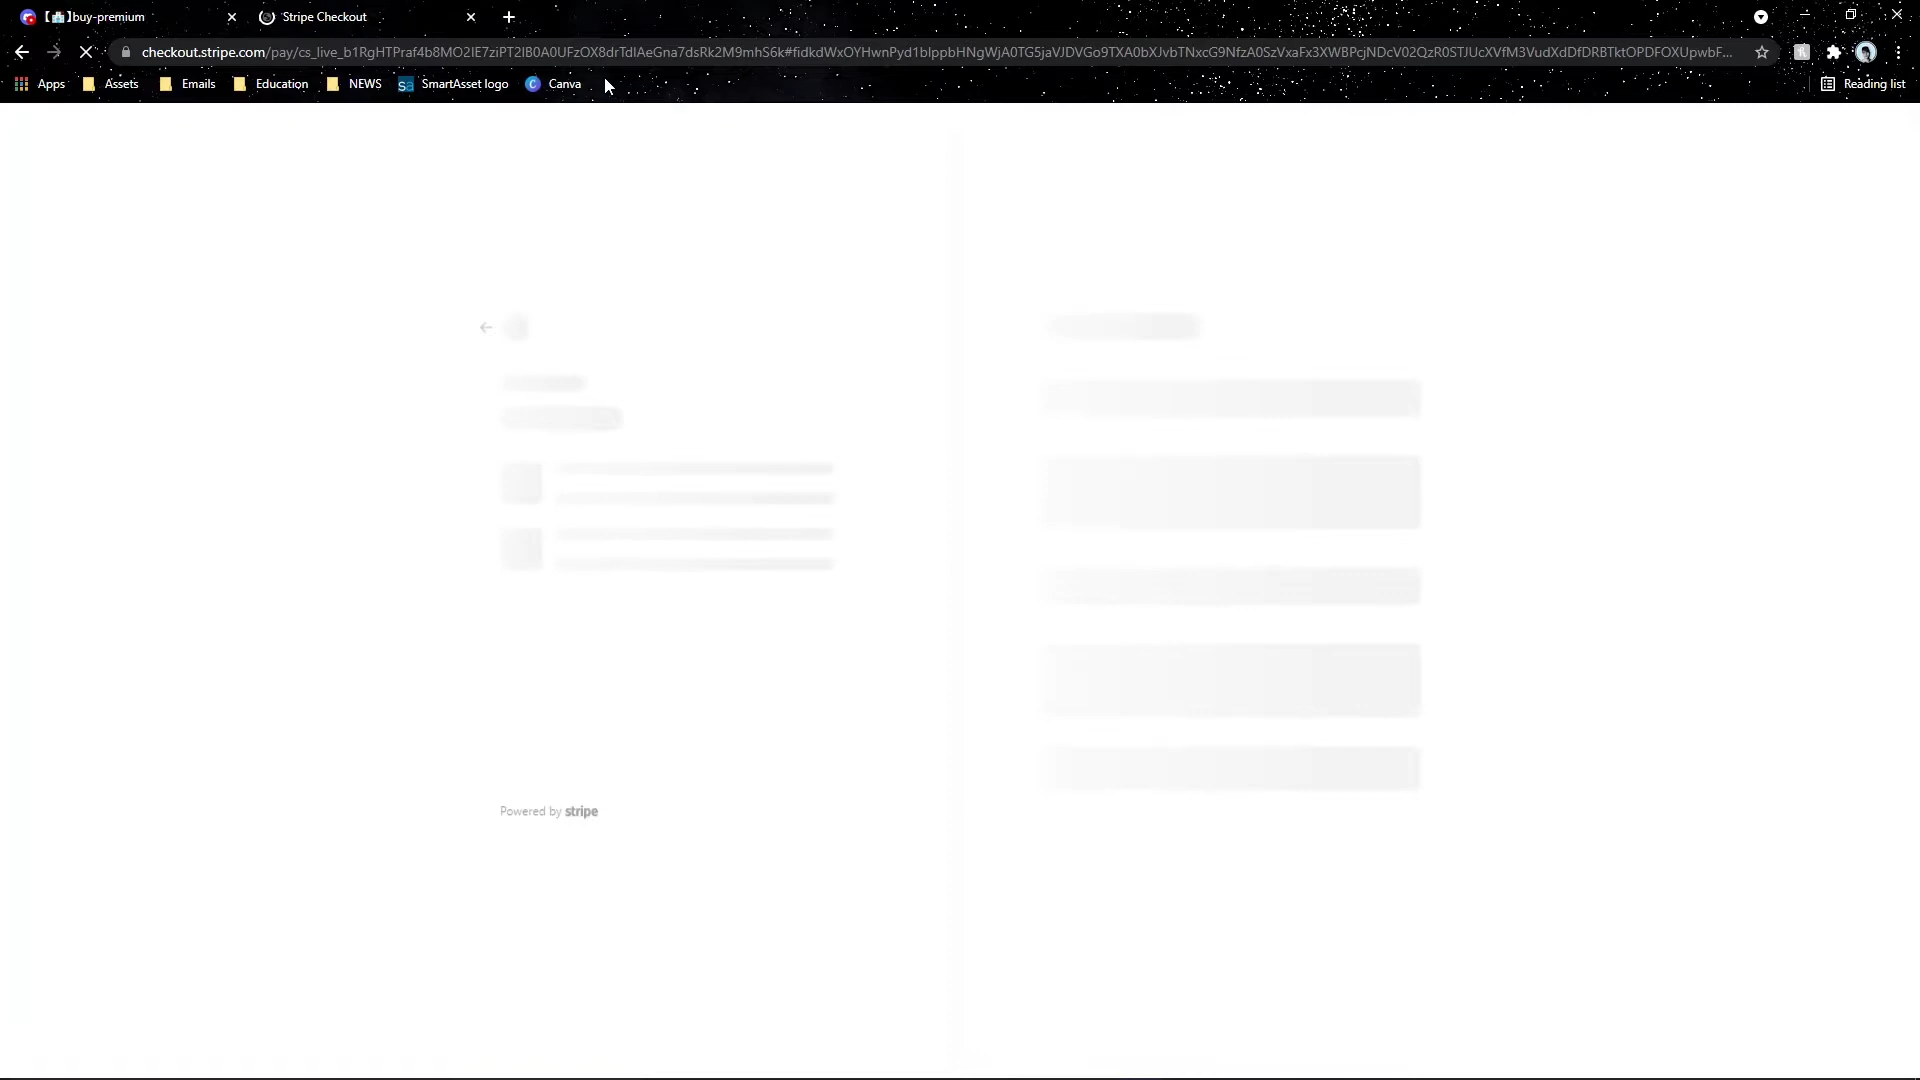 【🏩】buy-premium
Stripe Checkout
checkout.stripe.com/pay/cs_live_b1RgHTPraf4b8MO2IE7ziPT2IB0A0UFzOX8drTdIAeGna7dsRk2M9mhS6k#fidkdWxOYHwnPyd1blppbHNgWjA0TG5jaVJDVGo9TXA0bXJvbTNxcG9NfzA0SzVxaFx3XWBPcjNDcV02QzR0STJUcXVfM3VudXdDfDRBTktOPDFOXUpwbF...
Apps
Assets
Emails
Education
NEWS
sa
SmartAsset logo
C
Canva
Reading list
Powered by stripe